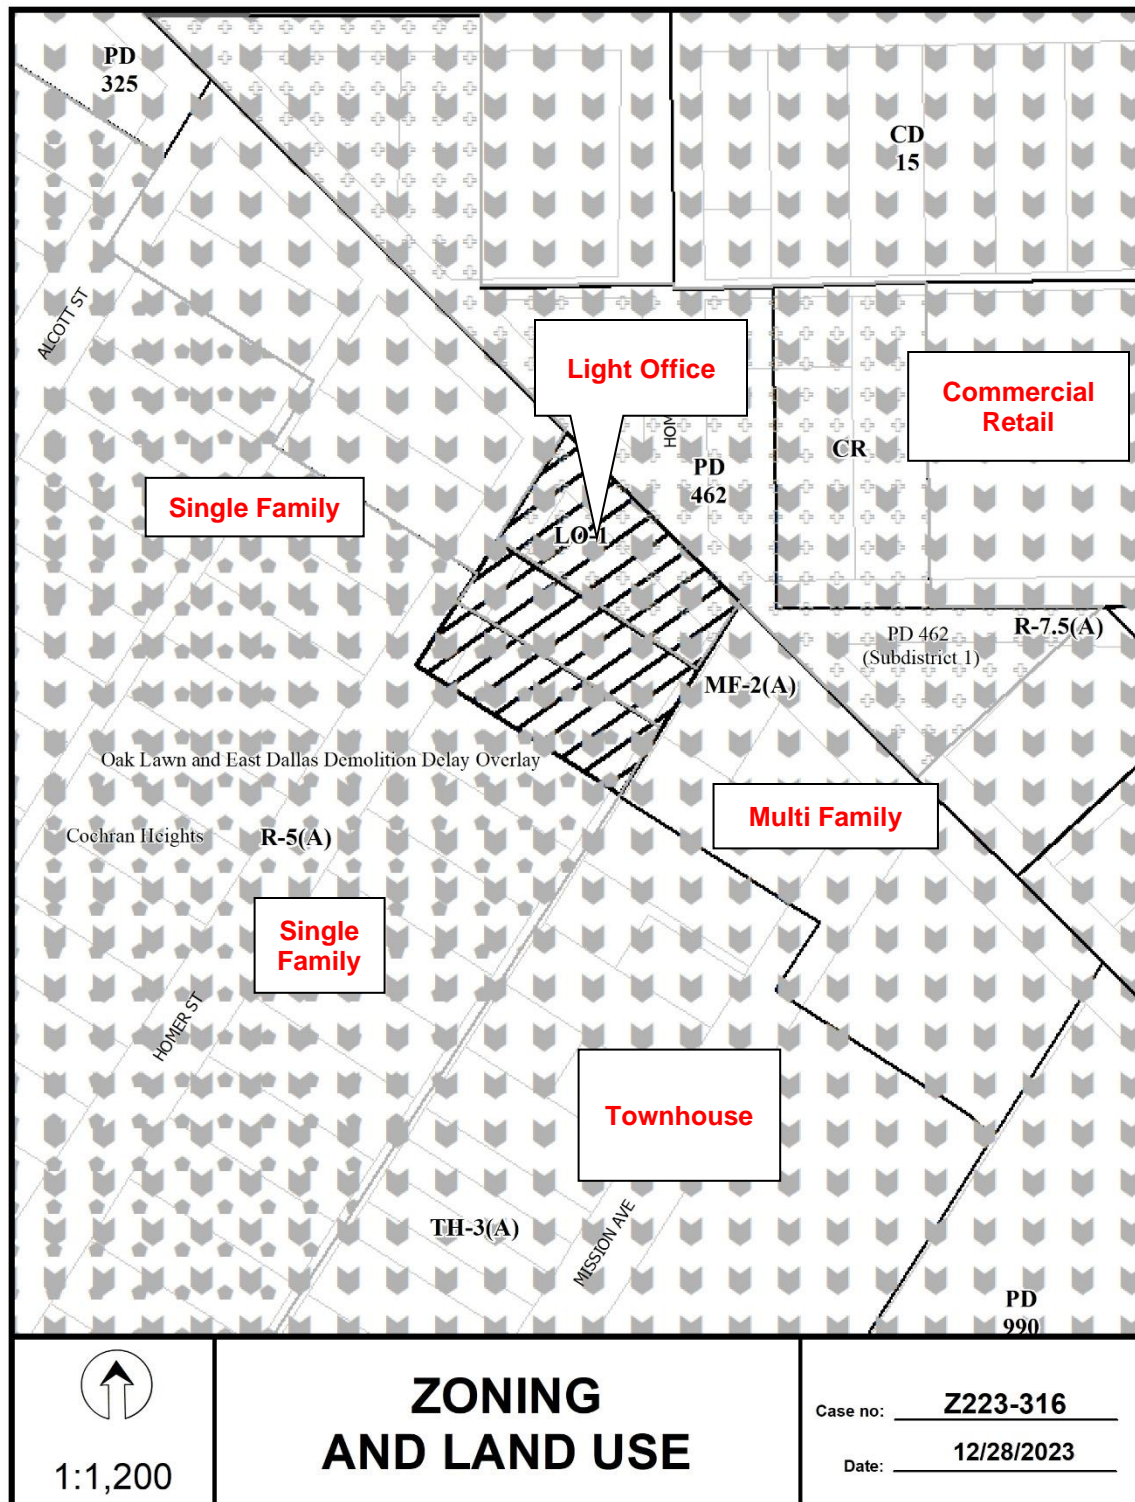 PD
325
CD
15
ALCOTT ST
Light Office
Commercial
Retail
HOM
CR
PD
462
Single Family
LO-1
PD 462
(Subdistrict 1)
R-7.5(A)
MF-2(A)
Oak Lawn and East Dallas Demolition Delay Overlay
Multi Family
Cochran Heights
R-5(A)
Single
Family
HOMER ST
Townhouse
TH-3(A)
MISSION AVE
PD
990
1:1,200
ZONING
AND LAND USE
Case no: Z223-316
Date: 12/28/2023